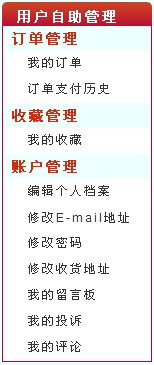 用户自助管理
订单管理
我的订单
订单支付历史
收藏管理
我的收藏
账户管理
编辑个人档案
修改E-mail地址
修改密码
修改收货地址
我的留言板
我的投诉
我的评论